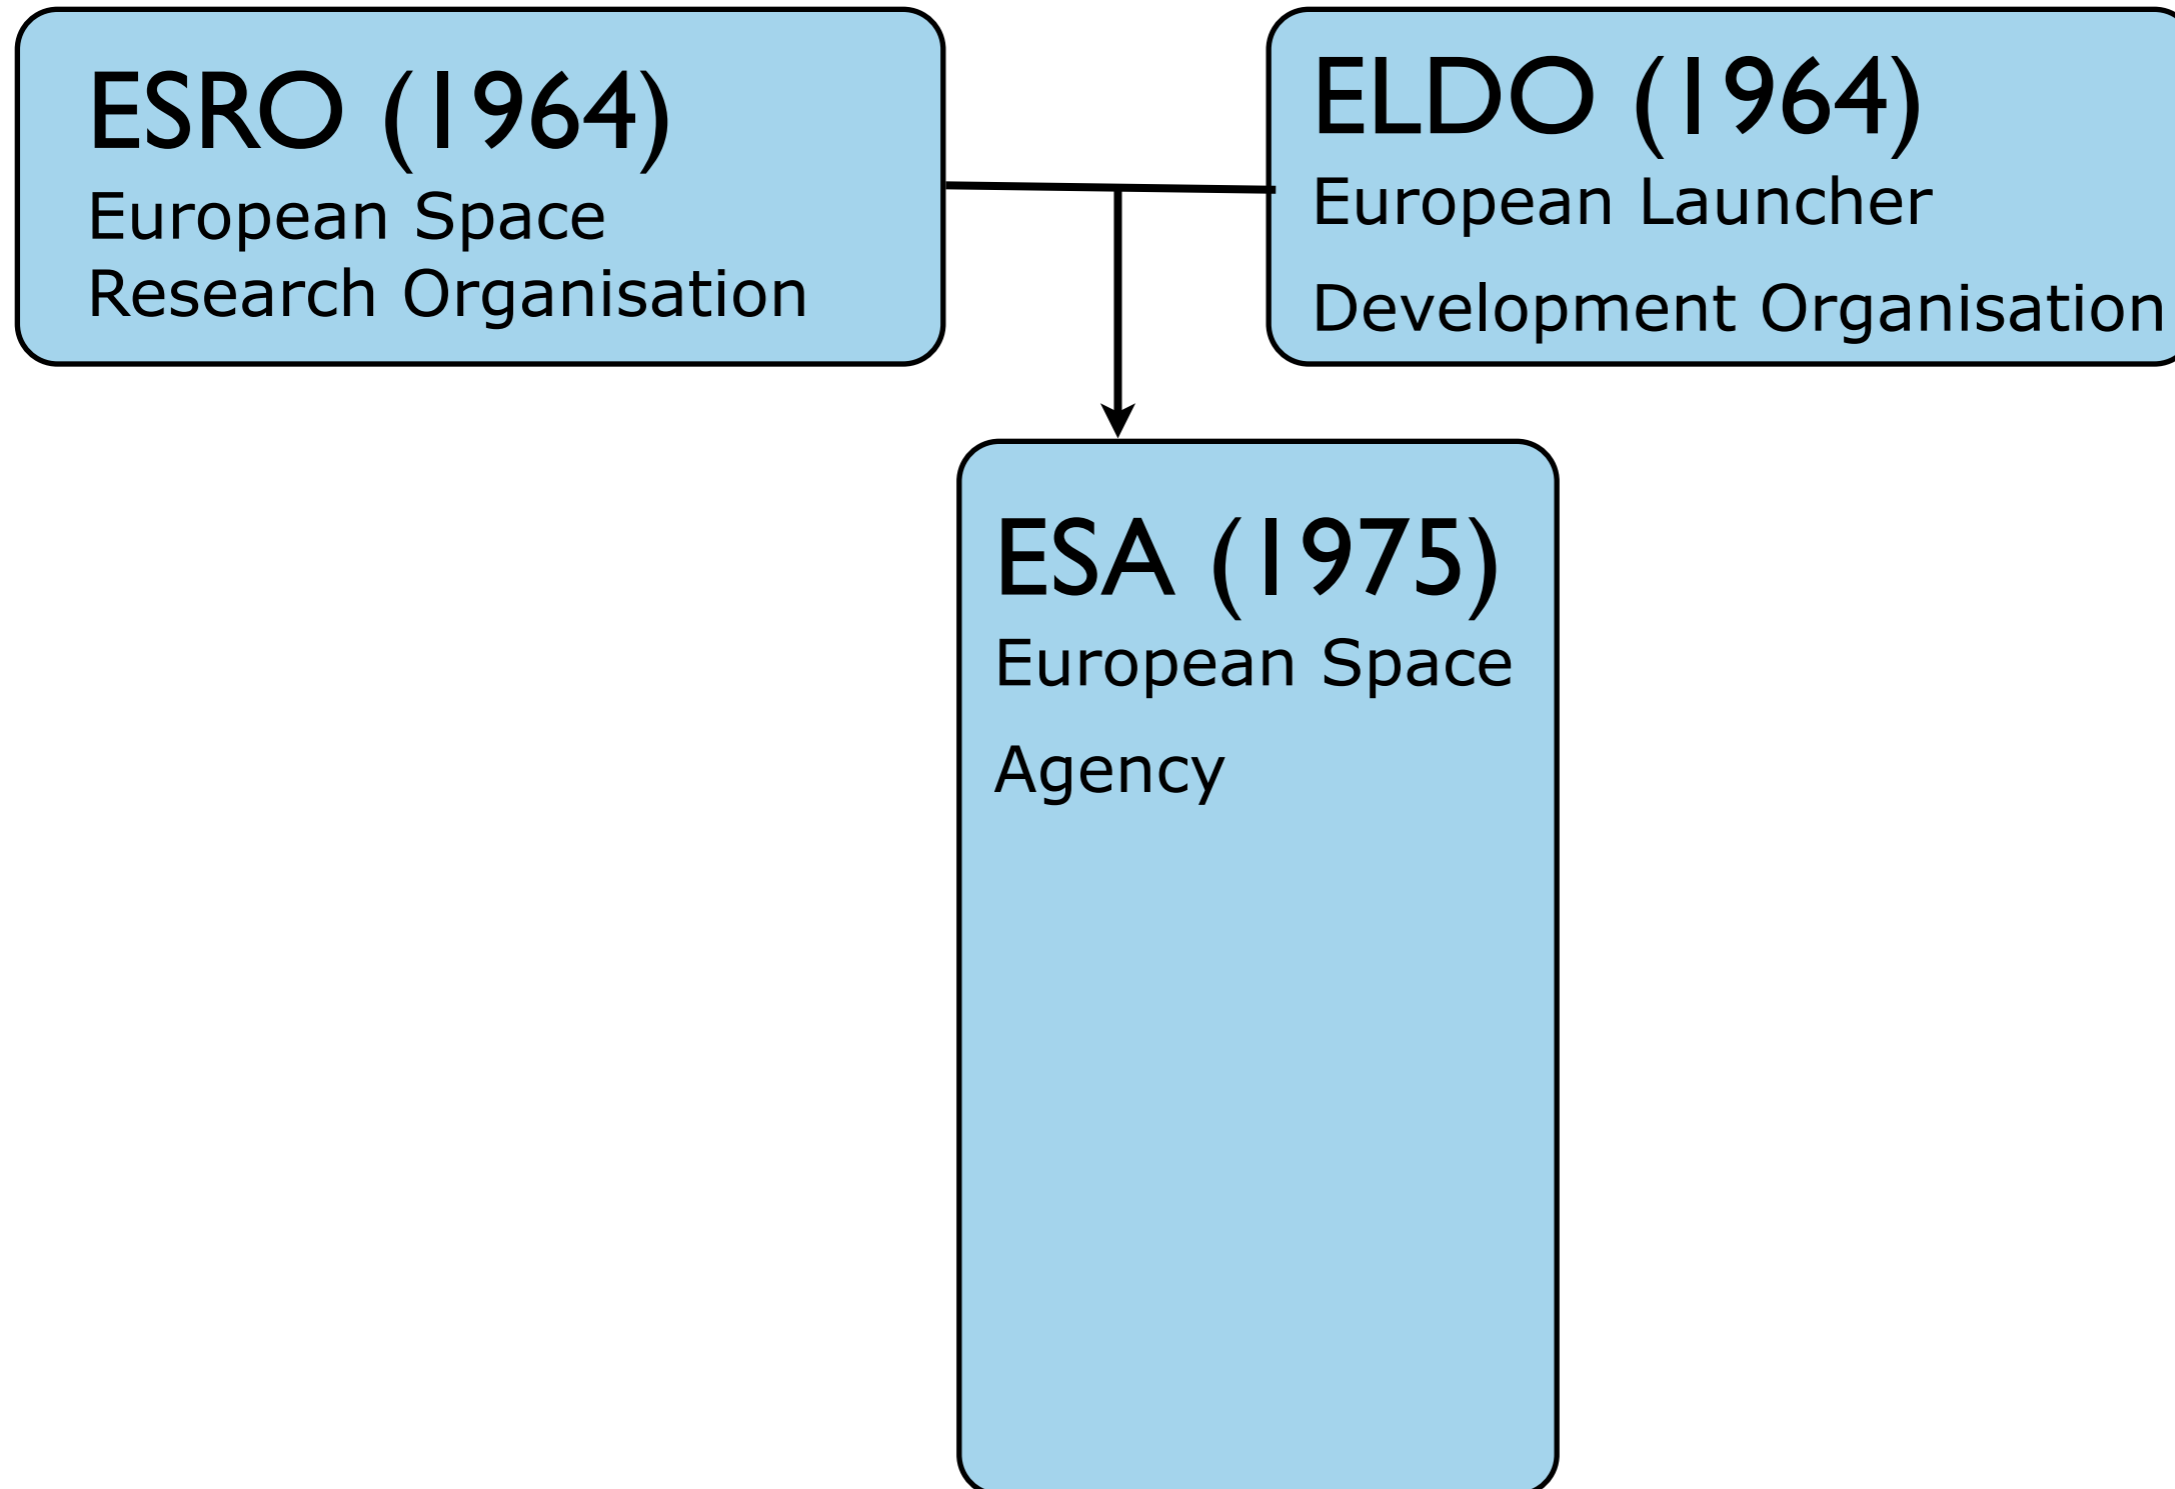 ESRO (1964)
European Space
Research Organisation
ELDO (1964)
European Launcher
Development Organisation
ESA (1975)
European Space
Agency